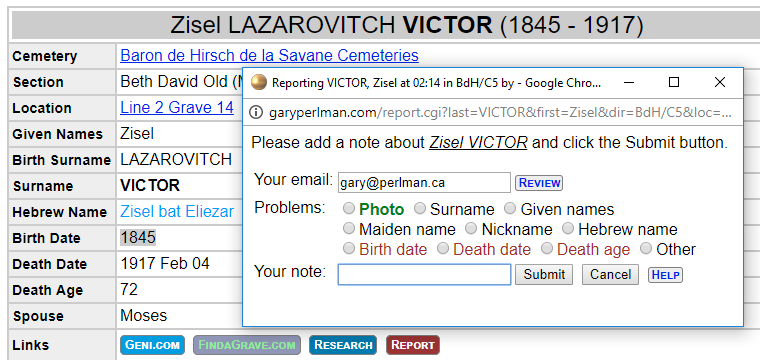 Zisel LAZAROVITCH VICTOR (1845 - 1917)
Cemetery Baron de Hirsch de la Savane Cemeteries
Section Beth David Old (
Location Line 2 Grave 14
Given Names Zisel
Birth Surname LAZAROVITCH
Surname VICTOR
Hebrew Name Zisel bat Eliezar
Birth Date 1845
Death Date 1917 Feb 04
Death Age 72
Spouse Moses
Links GENI.COM FINDAGRAVE.COM RESEARCH REPORT
Reporting VICTOR, Zisel at 02:14 in BdH/C5 by - Google Chro...
garyperlman.com/report.cgi?last=VICTOR&first=Zisel&dir=BdH/C5&loc=...
Please add a note about Zisel VICTOR and click the Submit button.
Your email: gary@perlman.ca REVIEW
Problems: Photo Surname Given names
Maiden name Nickname Hebrew name
Birth date Death date Death age Other
Your note: Submit Cancel HELP